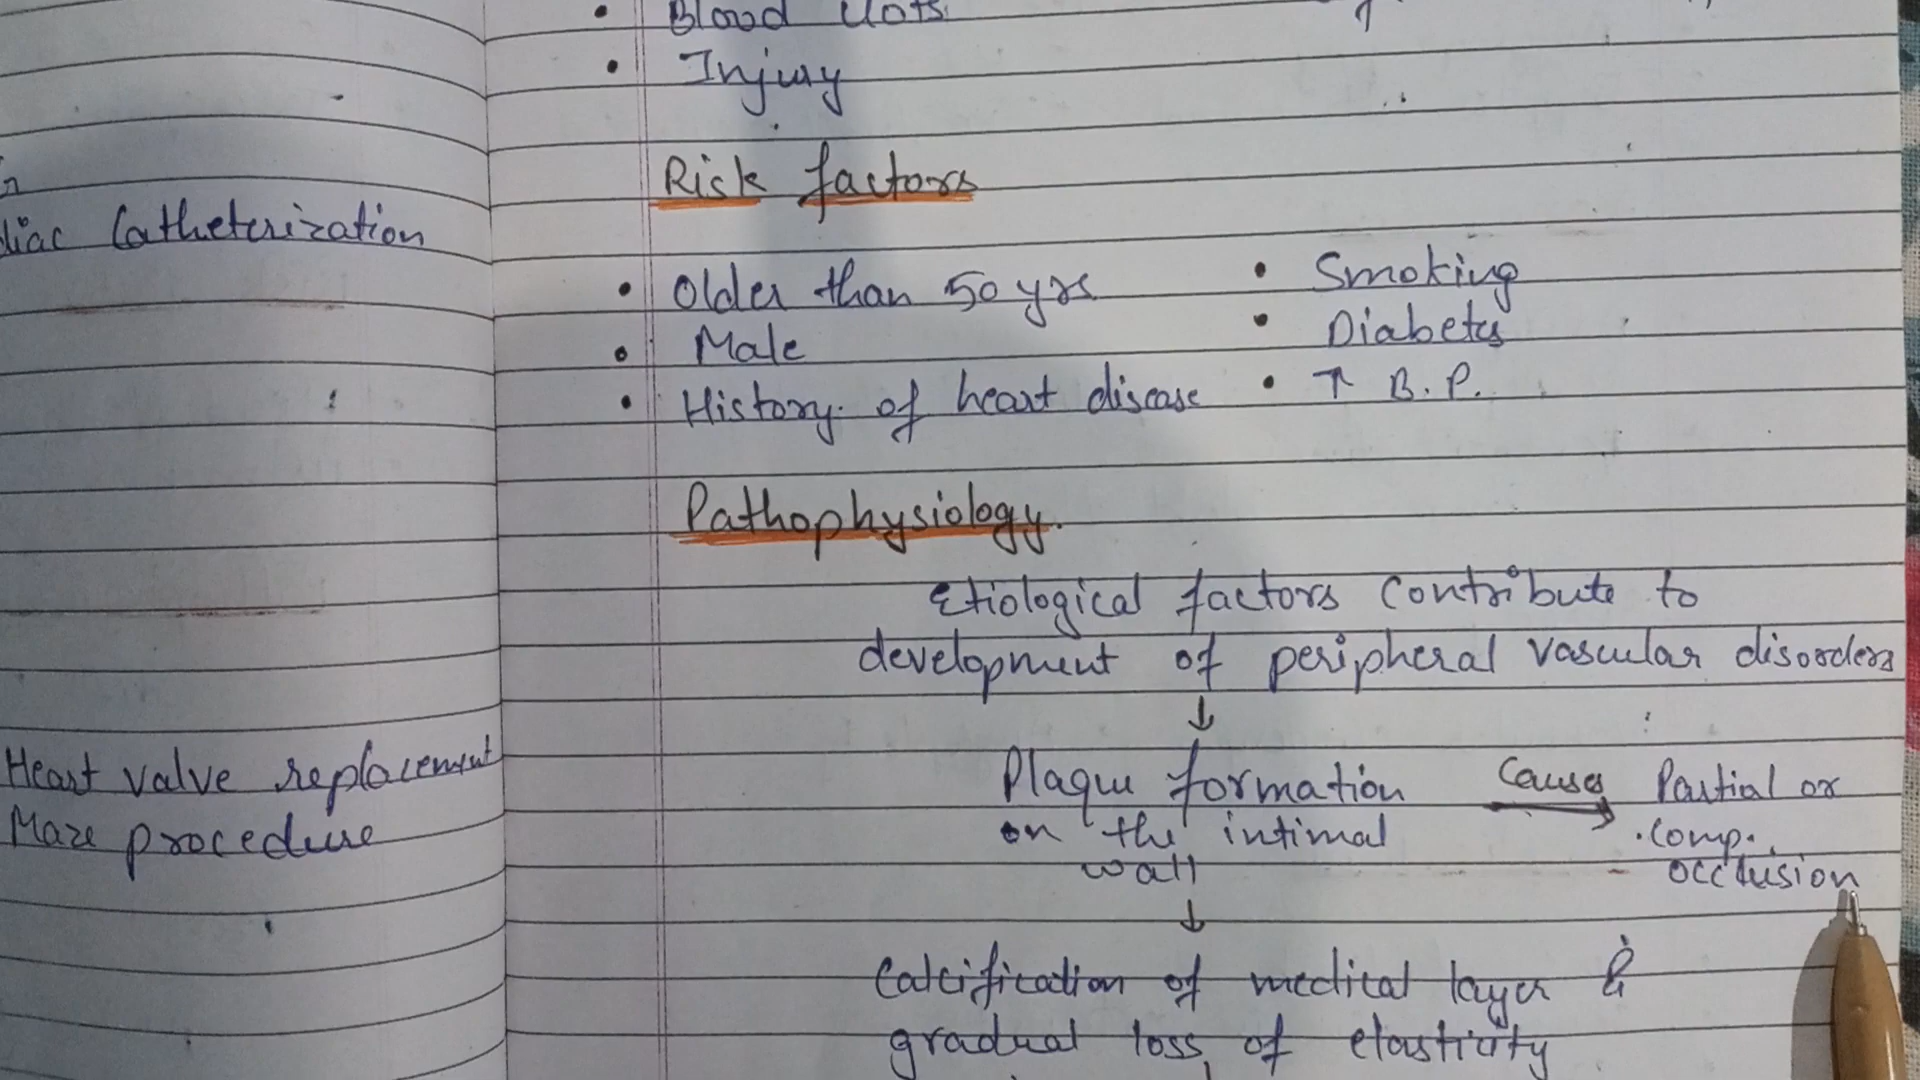 diac Catheterization
Heart valve replacement
Maze procedure
• Blood clots
• Injury
Risk factors
• Older than 50 yrs
• Male
• History of heart disease
• Smoking
• Diabetes
• ↑ B.P.
Pathophysiology.
Etiological factors contribute to
development of peripheral vascular disorders
↓
Plaque formation causes Partial or
on the intimal comp.
wall occlusion
↓
Calcification of medical layer &
gradual loss of elasticity